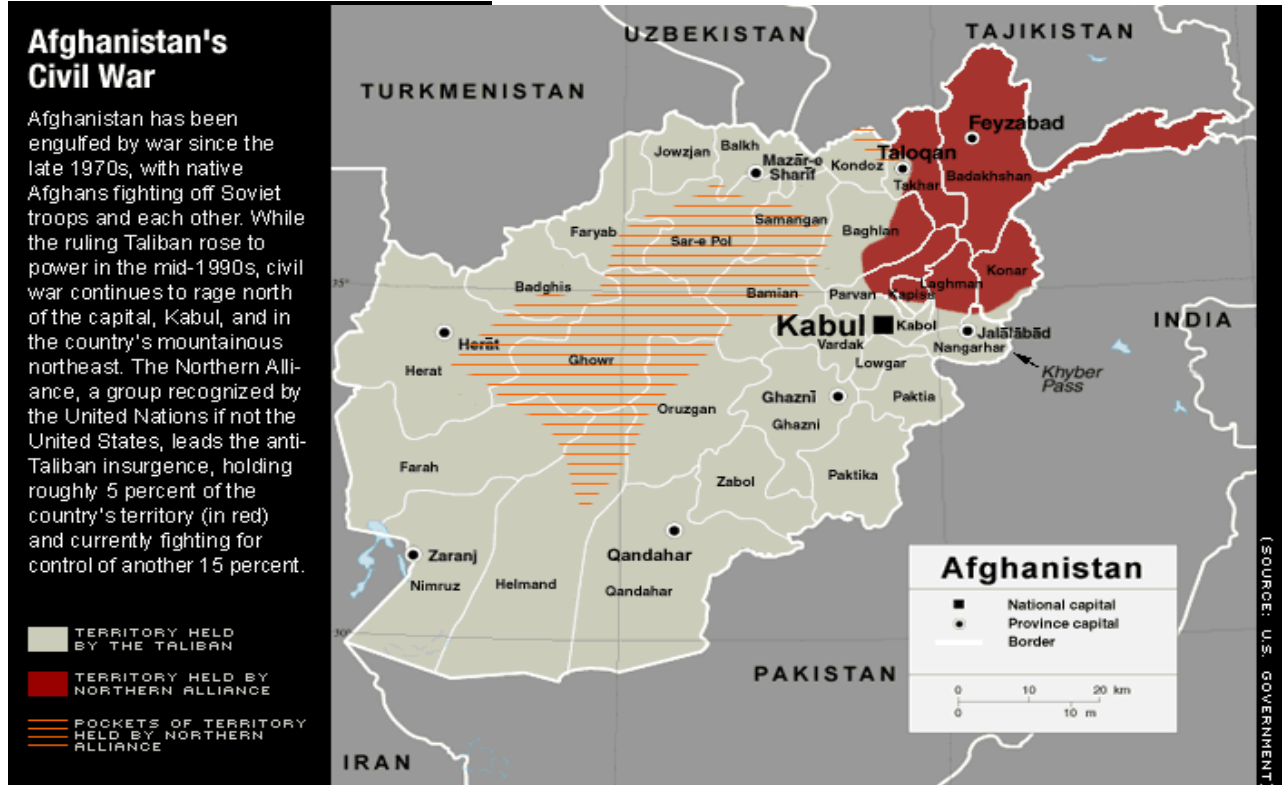 Afghanistan's
Civil War
Afghanistan has been
engulfed by war since the
late 1970s, with native
Afghans fighting off Soviet
troops and each other. While
the ruling Taliban rose to
power in the mid-1990s, civil
war continues to rage north
of the capital, Kabul, and in
the country's mountainous
northeast. The Northern Alli-
ance, a group recognized by
the United Nations if not the
United States, leads the anti-
Taliban insurgence, holding
roughly 5 percent of the
country's territory (in red)
and currently fighting for
control of another 15 percent.
TERRITORY HELD
BY THE TALIBAN
TERRITORY HELD BY
NORTHERN ALLIANCE
POCKETS OF TERRITORY
HELD BY NORTHERN
ALLIANCE
UZBEKISTAN
TAJIKISTAN
TURKMENISTAN
Feyzabad
Jowzjan
Balkh
Mazār-e
Sharīf
Kondoz
Taloqan
Takhar
Badakhshan
Faryab
Samangan
Sar-e Pol
Baghlan
Konar
Laghman
35°
Badghis
Bamian
Parvan
Kapisa
Kabul
Kabol
Jalālābād
INDIA
Herāt
Vardak
Nangarhar
Ghowr
Lowgar
Khyber
Pass
Herat
Ghaznī
Paktia
Oruzgan
Ghazni
Farah
Zabol
Paktika
Qandahar
Zaranj
Nimruz
Helmand
Qandahar
30°
PAKISTAN
IRAN
Afghanistan
National capital
Province capital
Border
0 10 20 km
0 10 m
(SOURCE: U.S. GOVERNMENT)